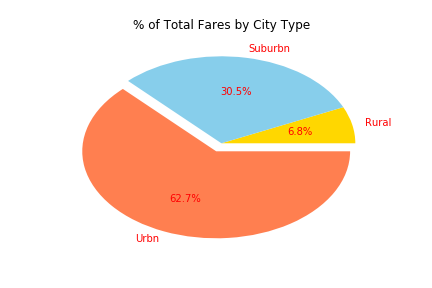 % of Total Fares by City Type
Suburbn
30.5%
Rural
6.8%
62.7%
Urbn